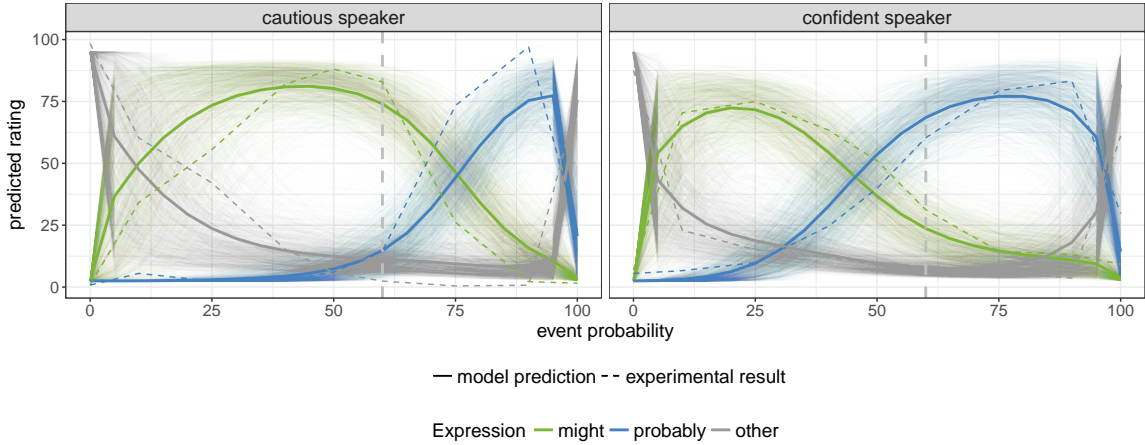 cautious speaker
confident speaker
predicted rating
100
75
50
25
0
0 25 50 75 100
0 25 50 75 100
event probability
model prediction experimental result
Expression might probably other